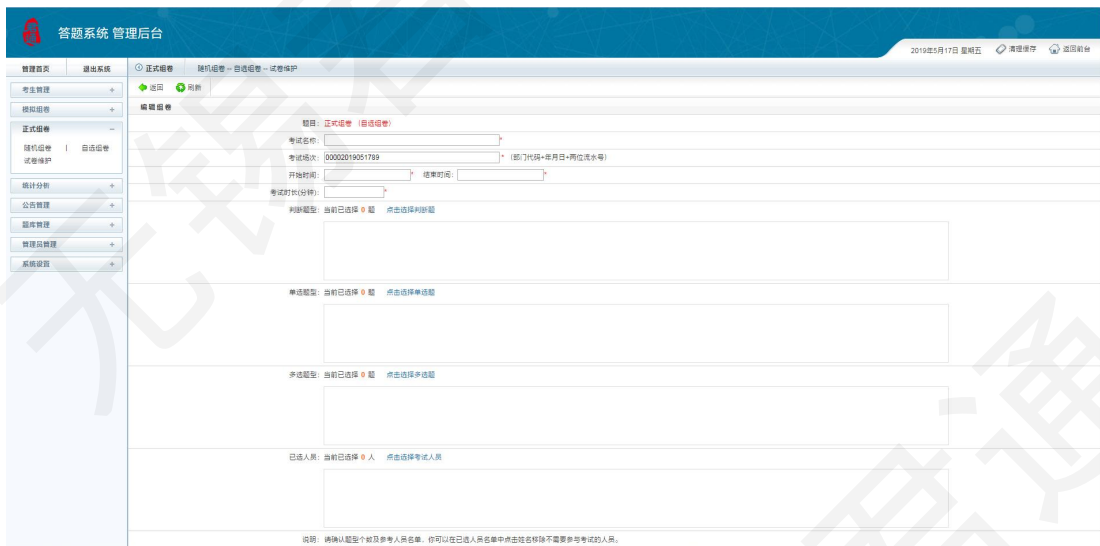 答题系统 管理后台
2019年5月17日 星期五 清理缓存 返回前台
管理首页 退出系统 正式组卷 随机组卷 -- 自选组卷 -- 试卷维护
考生管理 +
返回 刷新
模拟组卷 +
编辑组卷
正式组卷 −
随机组卷 | 自选组卷
试卷维护
统计分析 +
公告管理 +
题库管理 +
管理员管理 +
系统设置 +
题目: 正式组卷 (自选组卷)
考试名称: *
考试场次: 00002019051789 * (部门代码+年月日+两位流水号)
开始时间: * 结束时间: *
考试时长(分钟): *
判断题型: 当前已选择 0 题 点击选择判断题
单选题型: 当前已选择 0 题 点击选择单选题
多选题型: 当前已选择 0 题 点击选择多选题
已选人员: 当前已选择 0 人 点击选择考试人员
说明: 请确认题型个数及参考人员名单，你可以在已选人员名单中点击姓名移除不需要参与考试的人员。
无锡君
君通